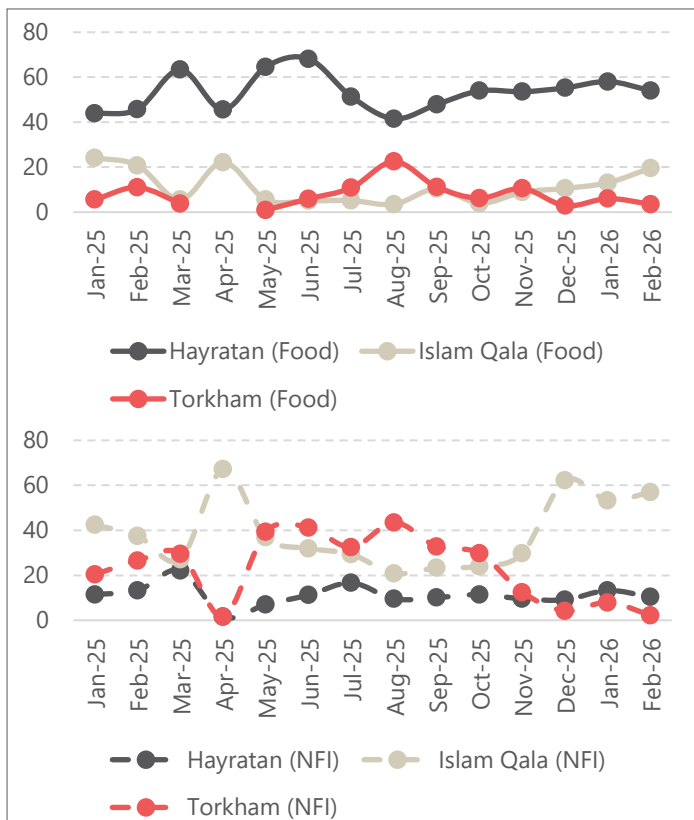 80
60
40
20
0
Jan-25
Feb-25
Mar-25
Apr-25
May-25
Jun-25
Jul-25
Aug-25
Sep-25
Oct-25
Nov-25
Dec-25
Jan-26
Feb-26
Hayratan (Food)
Islam Qala (Food)
Torkham (Food)
80
60
40
20
0
Jan-25
Feb-25
Mar-25
Apr-25
May-25
Jun-25
Jul-25
Aug-25
Sep-25
Oct-25
Nov-25
Dec-25
Jan-26
Feb-26
Hayratan (NFI)
Islam Qala (NFI)
Torkham (NFI)